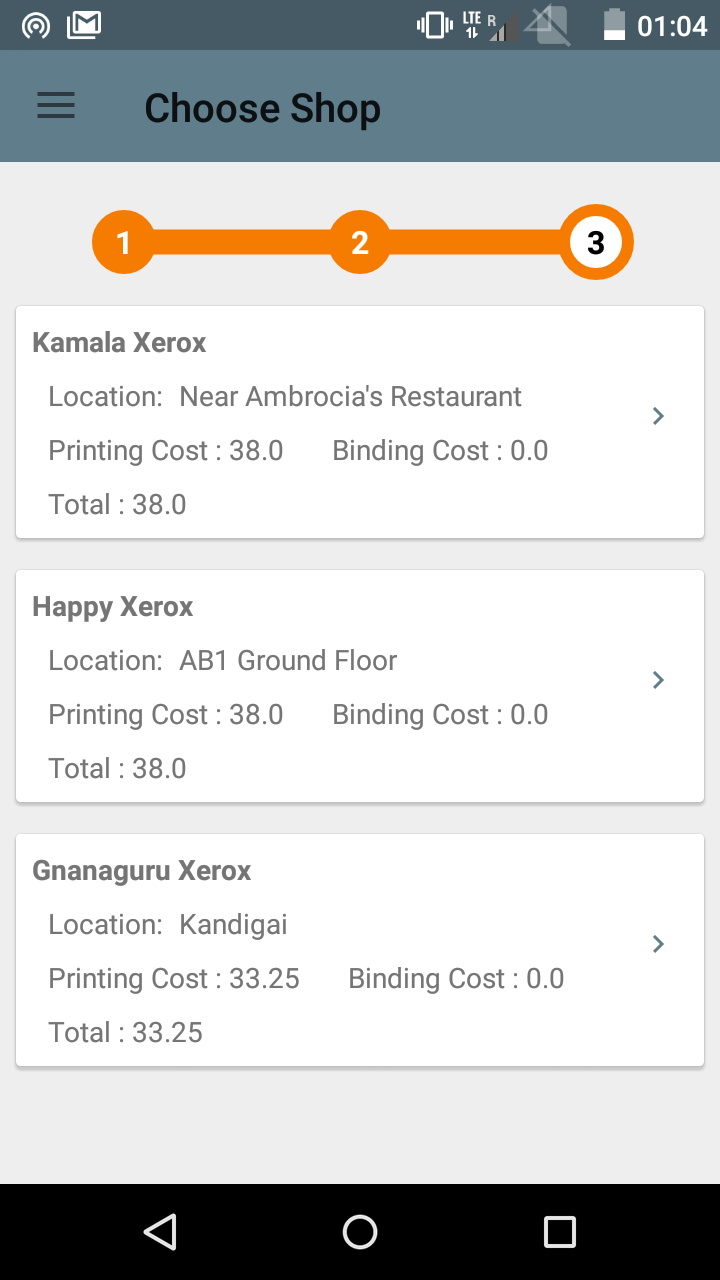 LTE R 01:04
Choose Shop
1 2 3
Kamala Xerox
Location: Near Ambrocia's Restaurant
Printing Cost : 38.0 Binding Cost : 0.0
Total : 38.0
Happy Xerox
Location: AB1 Ground Floor
Printing Cost : 38.0 Binding Cost : 0.0
Total : 38.0
Gnanaguru Xerox
Location: Kandigai
Printing Cost : 33.25 Binding Cost : 0.0
Total : 33.25